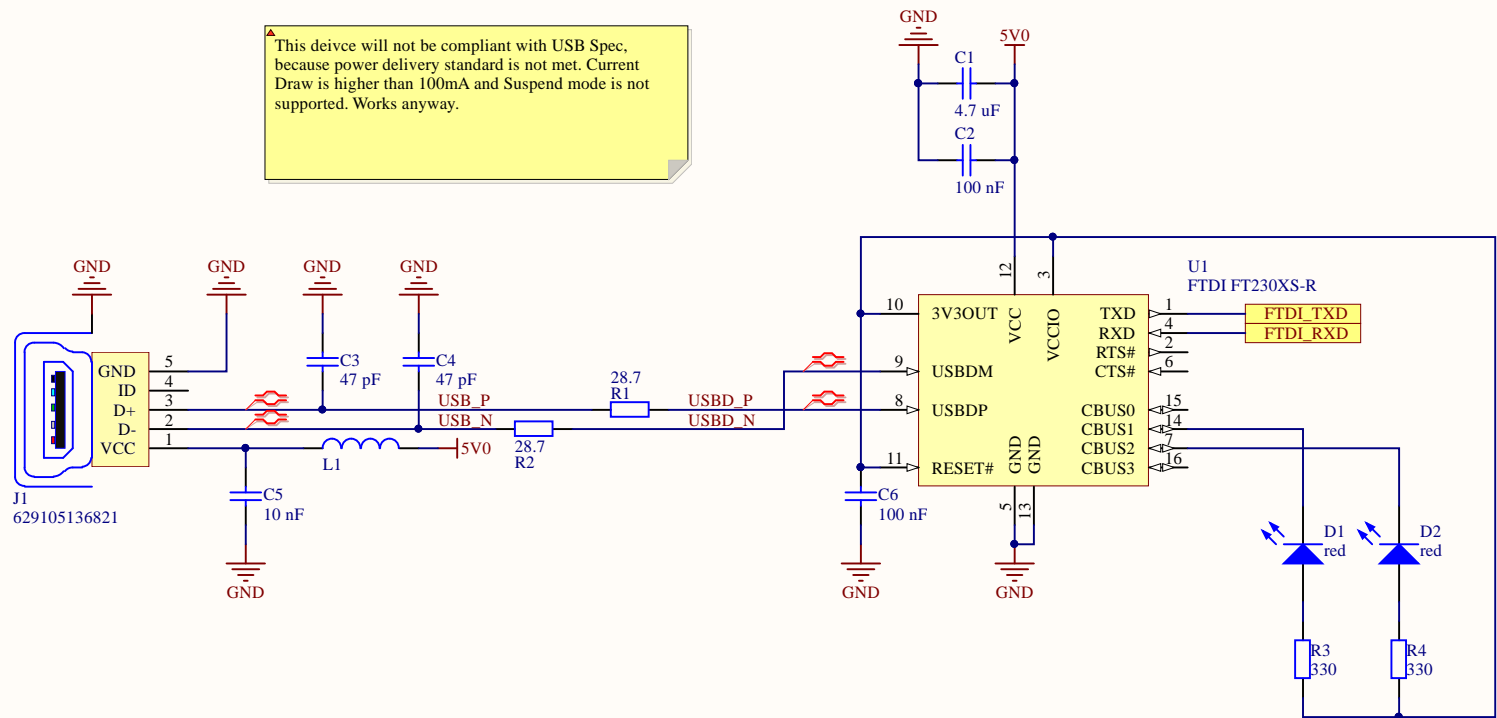 GND
5V0
This deivce will not be compliant with USB Spec,
because power delivery standard is not met. Current
Draw is higher than 100mA and Suspend mode is not
supported. Works anyway.
C1
4.7 uF
C2
100 nF
GND
GND
GND
GND
12
3
U1
FTDI FT230XS-R
10
3V3OUT
VCC
VCCIO
TXD
1
FTDI_TXD
RXD
4
FTDI_RXD
RTS#
2
CTS#
6
9
USBDM
8
USBDP
CBUS0
15
CBUS1
14
CBUS2
7
CBUS3
16
11
RESET#
GND
GND
5
13
GND
5
ID
4
D+
3
D-
2
VCC
1
C3
47 pF
C4
47 pF
28.7
R1
USB_P
USBD_P
USB_N
USBD_N
28.7
R2
L1
5V0
J1
629105136821
C5
10 nF
GND
C6
100 nF
GND
GND
D1
red
D2
red
R3
330
R4
330